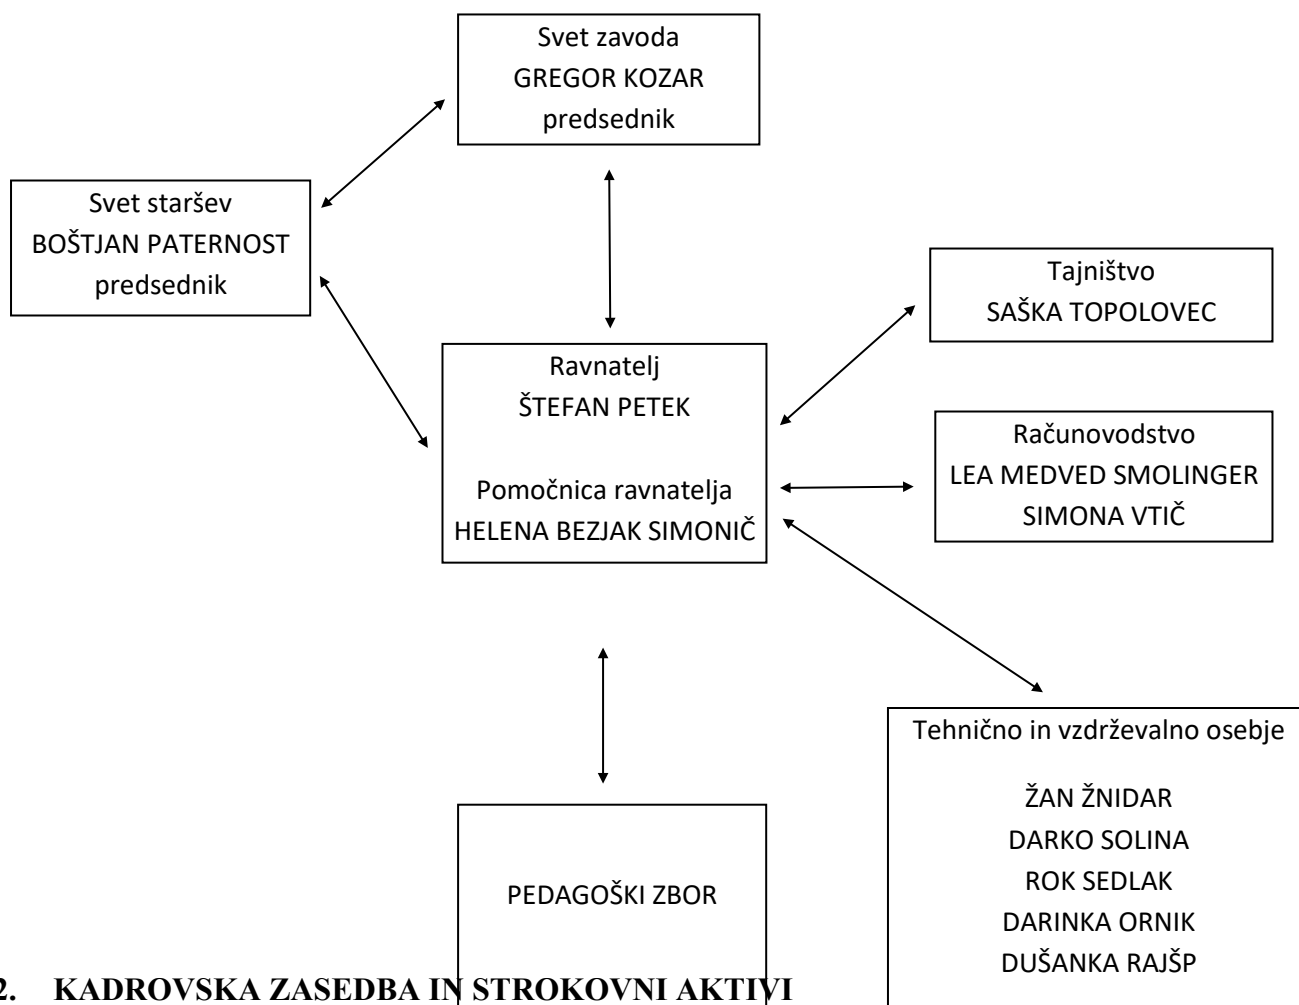 Svet zavoda
GREGOR KOZAR
predsednik
Svet staršev
BOŠTJAN PATERNOST
predsednik
Tajništvo
SAŠKA TOPOLOVEC
Ravnatelj
ŠTEFAN PETEK
Pomočnica ravnatelja
HELENA BEZJAK SIMONIČ
Računovodstvo
LEA MEDVED SMOLINGER
SIMONA VTIČ
Tehnično in vzdrževalno osebje
ŽAN ŽNIDAR
DARKO SOLINA
ROK SEDLAK
DARINKA ORNIK
DUŠANKA RAJŠP
PEDAGOŠKI ZBOR
2. KADROVSKA ZASEDBA IN STROKOVNI AKTIVI